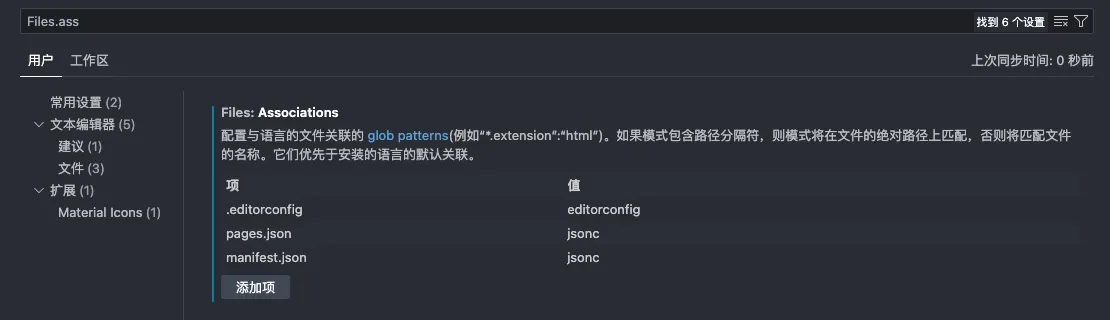 Files.ass
找到 6 个设置
用户 工作区
上次同步时间: 0 秒前
常用设置 (2)
文本编辑器 (5)
建议 (1)
文件 (3)
扩展 (1)
Material Icons (1)
Files: Associations
配置与语言的文件关联的 glob patterns(例如“*.extension”:“html”)。如果模式包含路径分隔符，则模式将在文件的绝对路径上匹配，否则将匹配文件
的名称。它们优先于安装的语言的默认关联。
项 值
.editorconfig editorconfig
pages.json jsonc
manifest.json jsonc
添加项